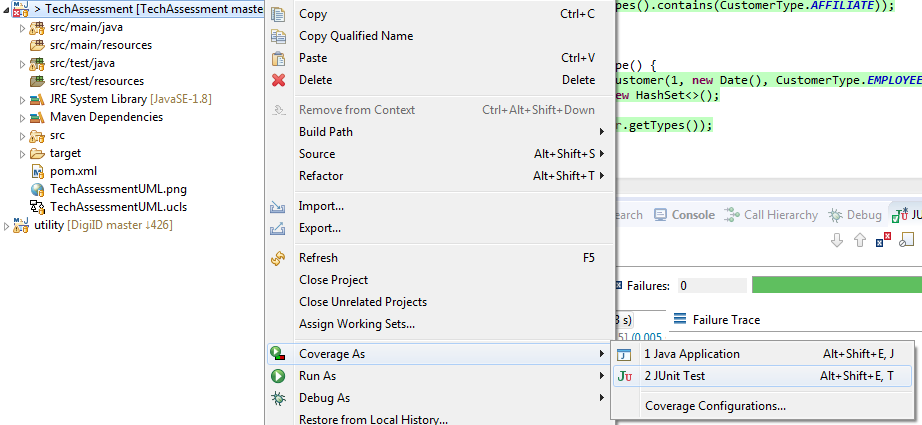 > TechAssessment [TechAssessment maste
src/main/java
src/main/resources
src/test/java
src/test/resources
JRE System Library [JavaSE-1.8]
Maven Dependencies
src
target
pom.xml
TechAssessmentUML.png
TechAssessmentUML.ucls
utility [DigiID master ↓426]
Copy Ctrl+C
Copy Qualified Name
Paste Ctrl+V
Delete Delete
Remove from Context Ctrl+Alt+Shift+Down
Build Path
Source Alt+Shift+S
Refactor Alt+Shift+T
Import...
Export...
Refresh F5
Close Project
Close Unrelated Projects
Assign Working Sets...
Coverage As
Run As
Debug As
Restore from Local History...
1 Java Application Alt+Shift+E, J
2 JUnit Test Alt+Shift+E, T
Coverage Configurations...
pes().contains(CustomerType.AFFILIATE));
pe() {
ustomer(1, new Date(), CustomerType.EMPLOYEE
ew HashSet<>();
r.getTypes());
earch Console Call Hierarchy Debug JU
Failures: 0
s) Failure Trace
(0.005